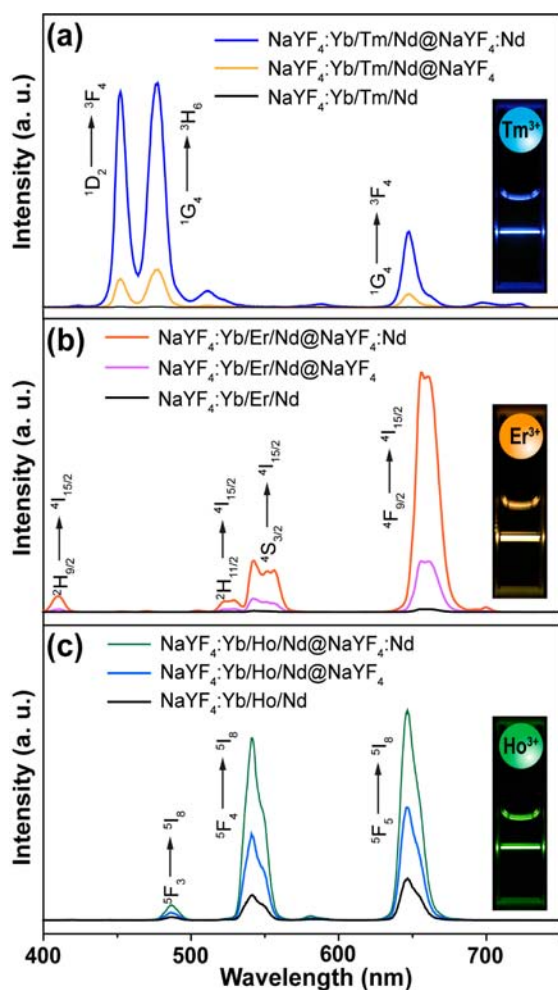 (a)
NaYF₄:Yb/Tm/Nd@NaYF₄:Nd
NaYF₄:Yb/Tm/Nd@NaYF₄
NaYF₄:Yb/Tm/Nd
¹D₂ → ³F₄
¹G₄ → ³H₆
¹G₄ → ³F₄
Tm³⁺
Intensity (a. u.)
(b)
NaYF₄:Yb/Er/Nd@NaYF₄:Nd
NaYF₄:Yb/Er/Nd@NaYF₄
NaYF₄:Yb/Er/Nd
²H₉/₂ → ⁴I₁₅/₂
²H₁₁/₂ → ⁴I₁₅/₂
⁴S₃/₂ → ⁴I₁₅/₂
⁴F₉/₂ → ⁴I₁₅/₂
Er³⁺
Intensity (a. u.)
(c)
NaYF₄:Yb/Ho/Nd@NaYF₄:Nd
NaYF₄:Yb/Ho/Nd@NaYF₄
NaYF₄:Yb/Ho/Nd
⁵F₃ → ⁵I₈
⁵F₄ → ⁵I₈
⁵F₅ → ⁵I₈
Ho³⁺
Intensity (a. u.)
400 500 600 700
Wavelength (nm)